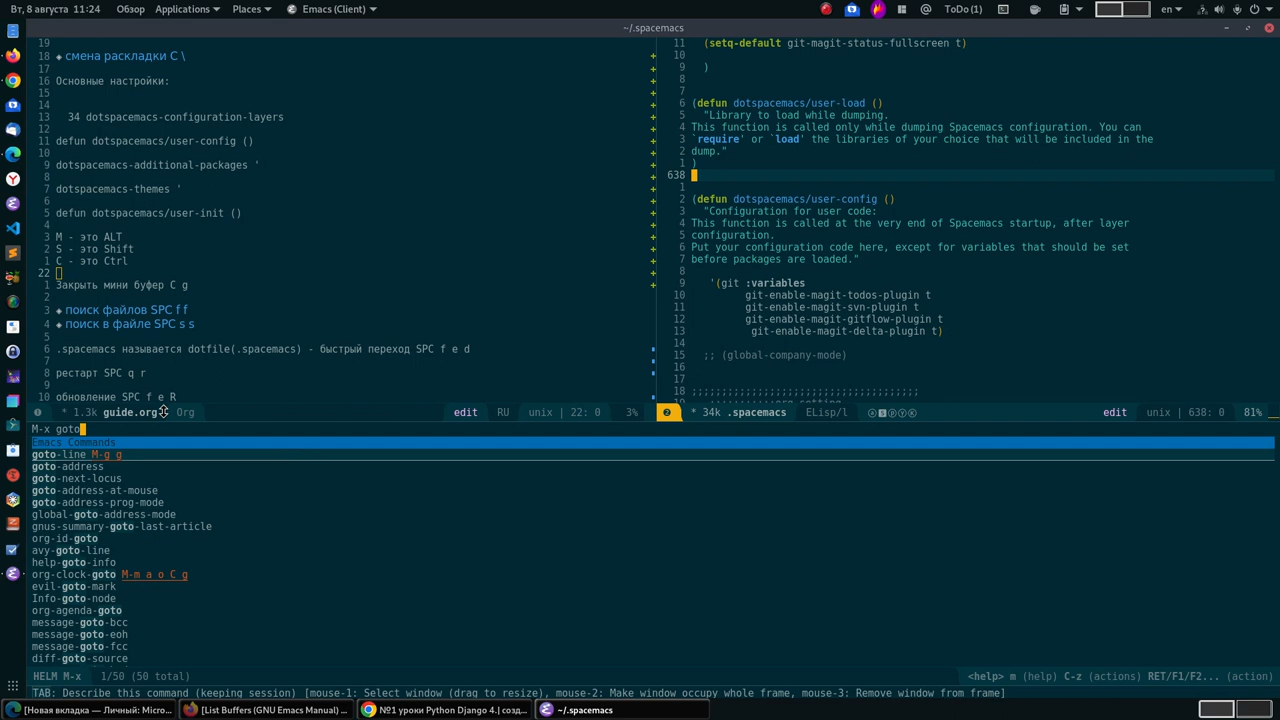 Вт, 8 августа 11:24 Обзор Applications Places Emacs (Client) ToDo (1) en
~/.spacemacs
19
18 смена раскладки C \
17
16 Основные настройки:
15
14
13 34 dotspacemacs-configuration-layers
12
11 defun dotspacemacs/user-config ()
10
9 dotspacemacs-additional-packages '
8
7 dotspacemacs-themes '
6
5 defun dotspacemacs/user-init ()
4
3 M - это ALT
2 S - это Shift
1 C - это Ctrl
22
1 Закрыть мини буфер C g
2
3 поиск файлов SPC f f
4 поиск в файле SPC s s
5
6 .spacemacs называется dotfile(.spacemacs) - быстрый переход SPC f e d
7
8 рестарт SPC q r
9
10 обновление SPC f e R
* 1.3k guide.org Org edit RU unix | 22: 0 3%
11 (setq-default git-magit-status-fullscreen t)
10
9 )
8
7
6 (defun dotspacemacs/user-load ()
5 "Library to load while dumping.
4 This function is called only while dumping Spacemacs configuration. You can
3 `require' or `load' the libraries of your choice that will be included in the
2 dump."
1 )
638
1
2 (defun dotspacemacs/user-config ()
3 "Configuration for user code:
4 This function is called at the very end of Spacemacs startup, after layer
5 configuration.
6 Put your configuration code here, except for variables that should be set
7 before packages are loaded."
8
9 '(git :variables
10 git-enable-magit-todos-plugin t
11 git-enable-magit-svn-plugin t
12 git-enable-magit-gitflow-plugin t
13 git-enable-magit-delta-plugin t)
14
15 ;; (global-company-mode)
16
17
18 ;;;;;;;;;;;;;;;;;;;;;;;;;;;;;;;;;;;;;;
* 34k .spacemacs ELisp/l edit unix | 638: 0 81%
M-x goto
Emacs Commands
goto-line M-g g
goto-address
goto-next-locus
goto-address-at-mouse
goto-address-prog-mode
global-goto-address-mode
gnus-summary-goto-last-article
org-id-goto
avy-goto-line
help-goto-info
org-clock-goto M-m a o C g
evil-goto-mark
Info-goto-node
org-agenda-goto
message-goto-bcc
message-goto-eoh
message-goto-fcc
diff-goto-source
HELM M-x 1/50 (50 total) <help> m (help) C-z (actions) RET/F1/F2... (action)
TAB: Describe this command (keeping session) [mouse-1: Select window (drag to resize), mouse-2: Make window occupy whole frame, mouse-3: Remove window from frame]
[Новая вкладка — Личный: Micro... [List Buffers (GNU Emacs Manual) ... №1 уроки Python Django 4.| созд... ~/.spacemacs